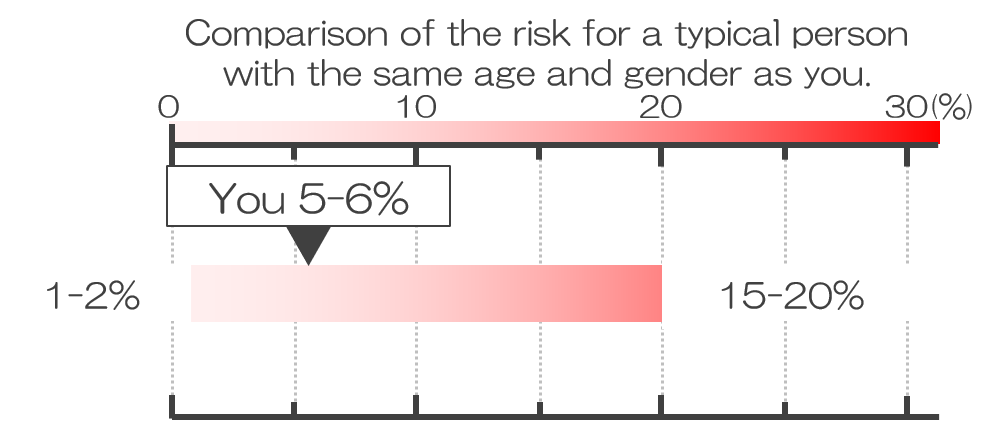 Comparison of the risk for a typical person
with the same age and gender as you.
0 10 20 30(%)
You 5-6%
1-2% 15-20%